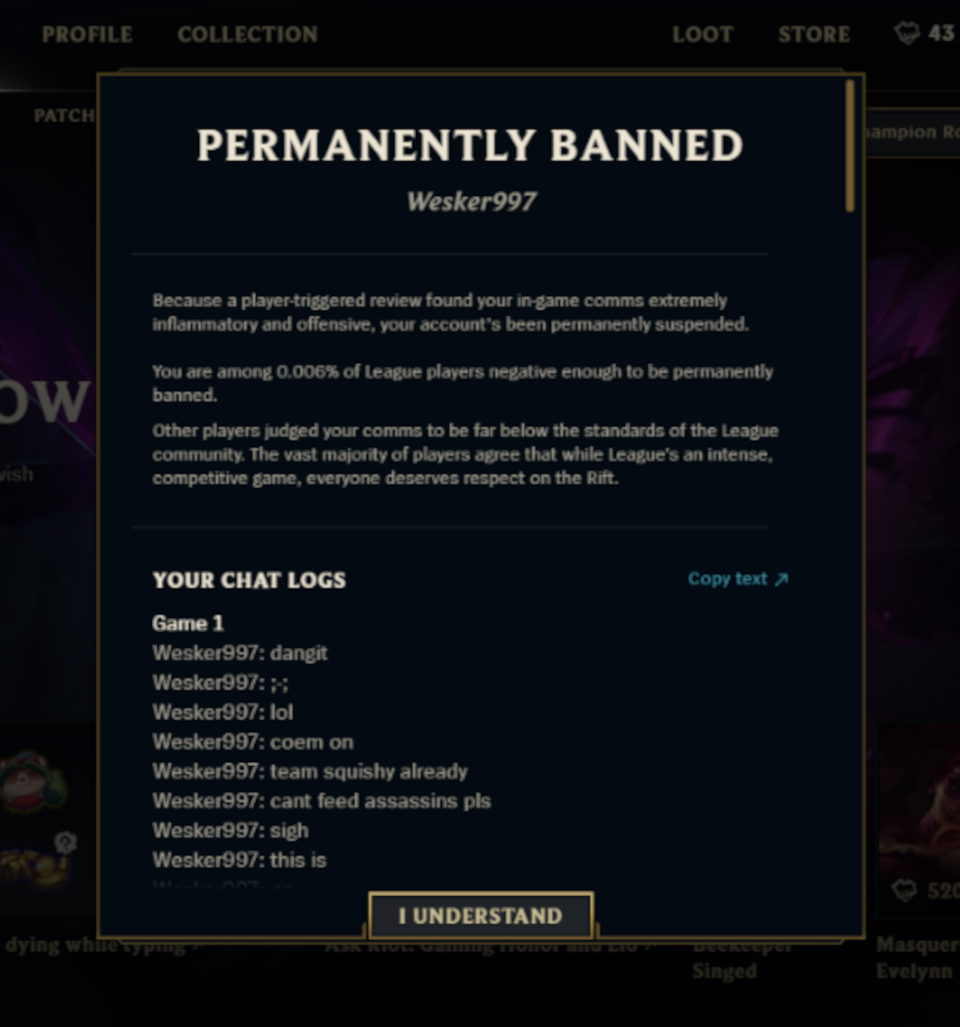 PROFILE COLLECTION LOOT STORE 43
PATCH
PERMANENTLY BANNED
Wesker997
Because a player-triggered review found your in-game comms extremely
inflammatory and offensive, your account's been permanently suspended.
You are among 0.006% of League players negative enough to be permanently
banned.
Other players judged your comms to be far below the standards of the League
community. The vast majority of players agree that while League's an intense,
competitive game, everyone deserves respect on the Rift.
YOUR CHAT LOGS Copy text ↗
Game 1
Wesker997: dangit
Wesker997: ;-;
Wesker997: lol
Wesker997: coem on
Wesker997: team squishy already
Wesker997: cant feed assassins pls
Wesker997: sigh
Wesker997: this is
520
I UNDERSTAND
dying while typing Ask Riot: Gaming Honor and Elo Beekeeper Masquer
Singed Evelynn